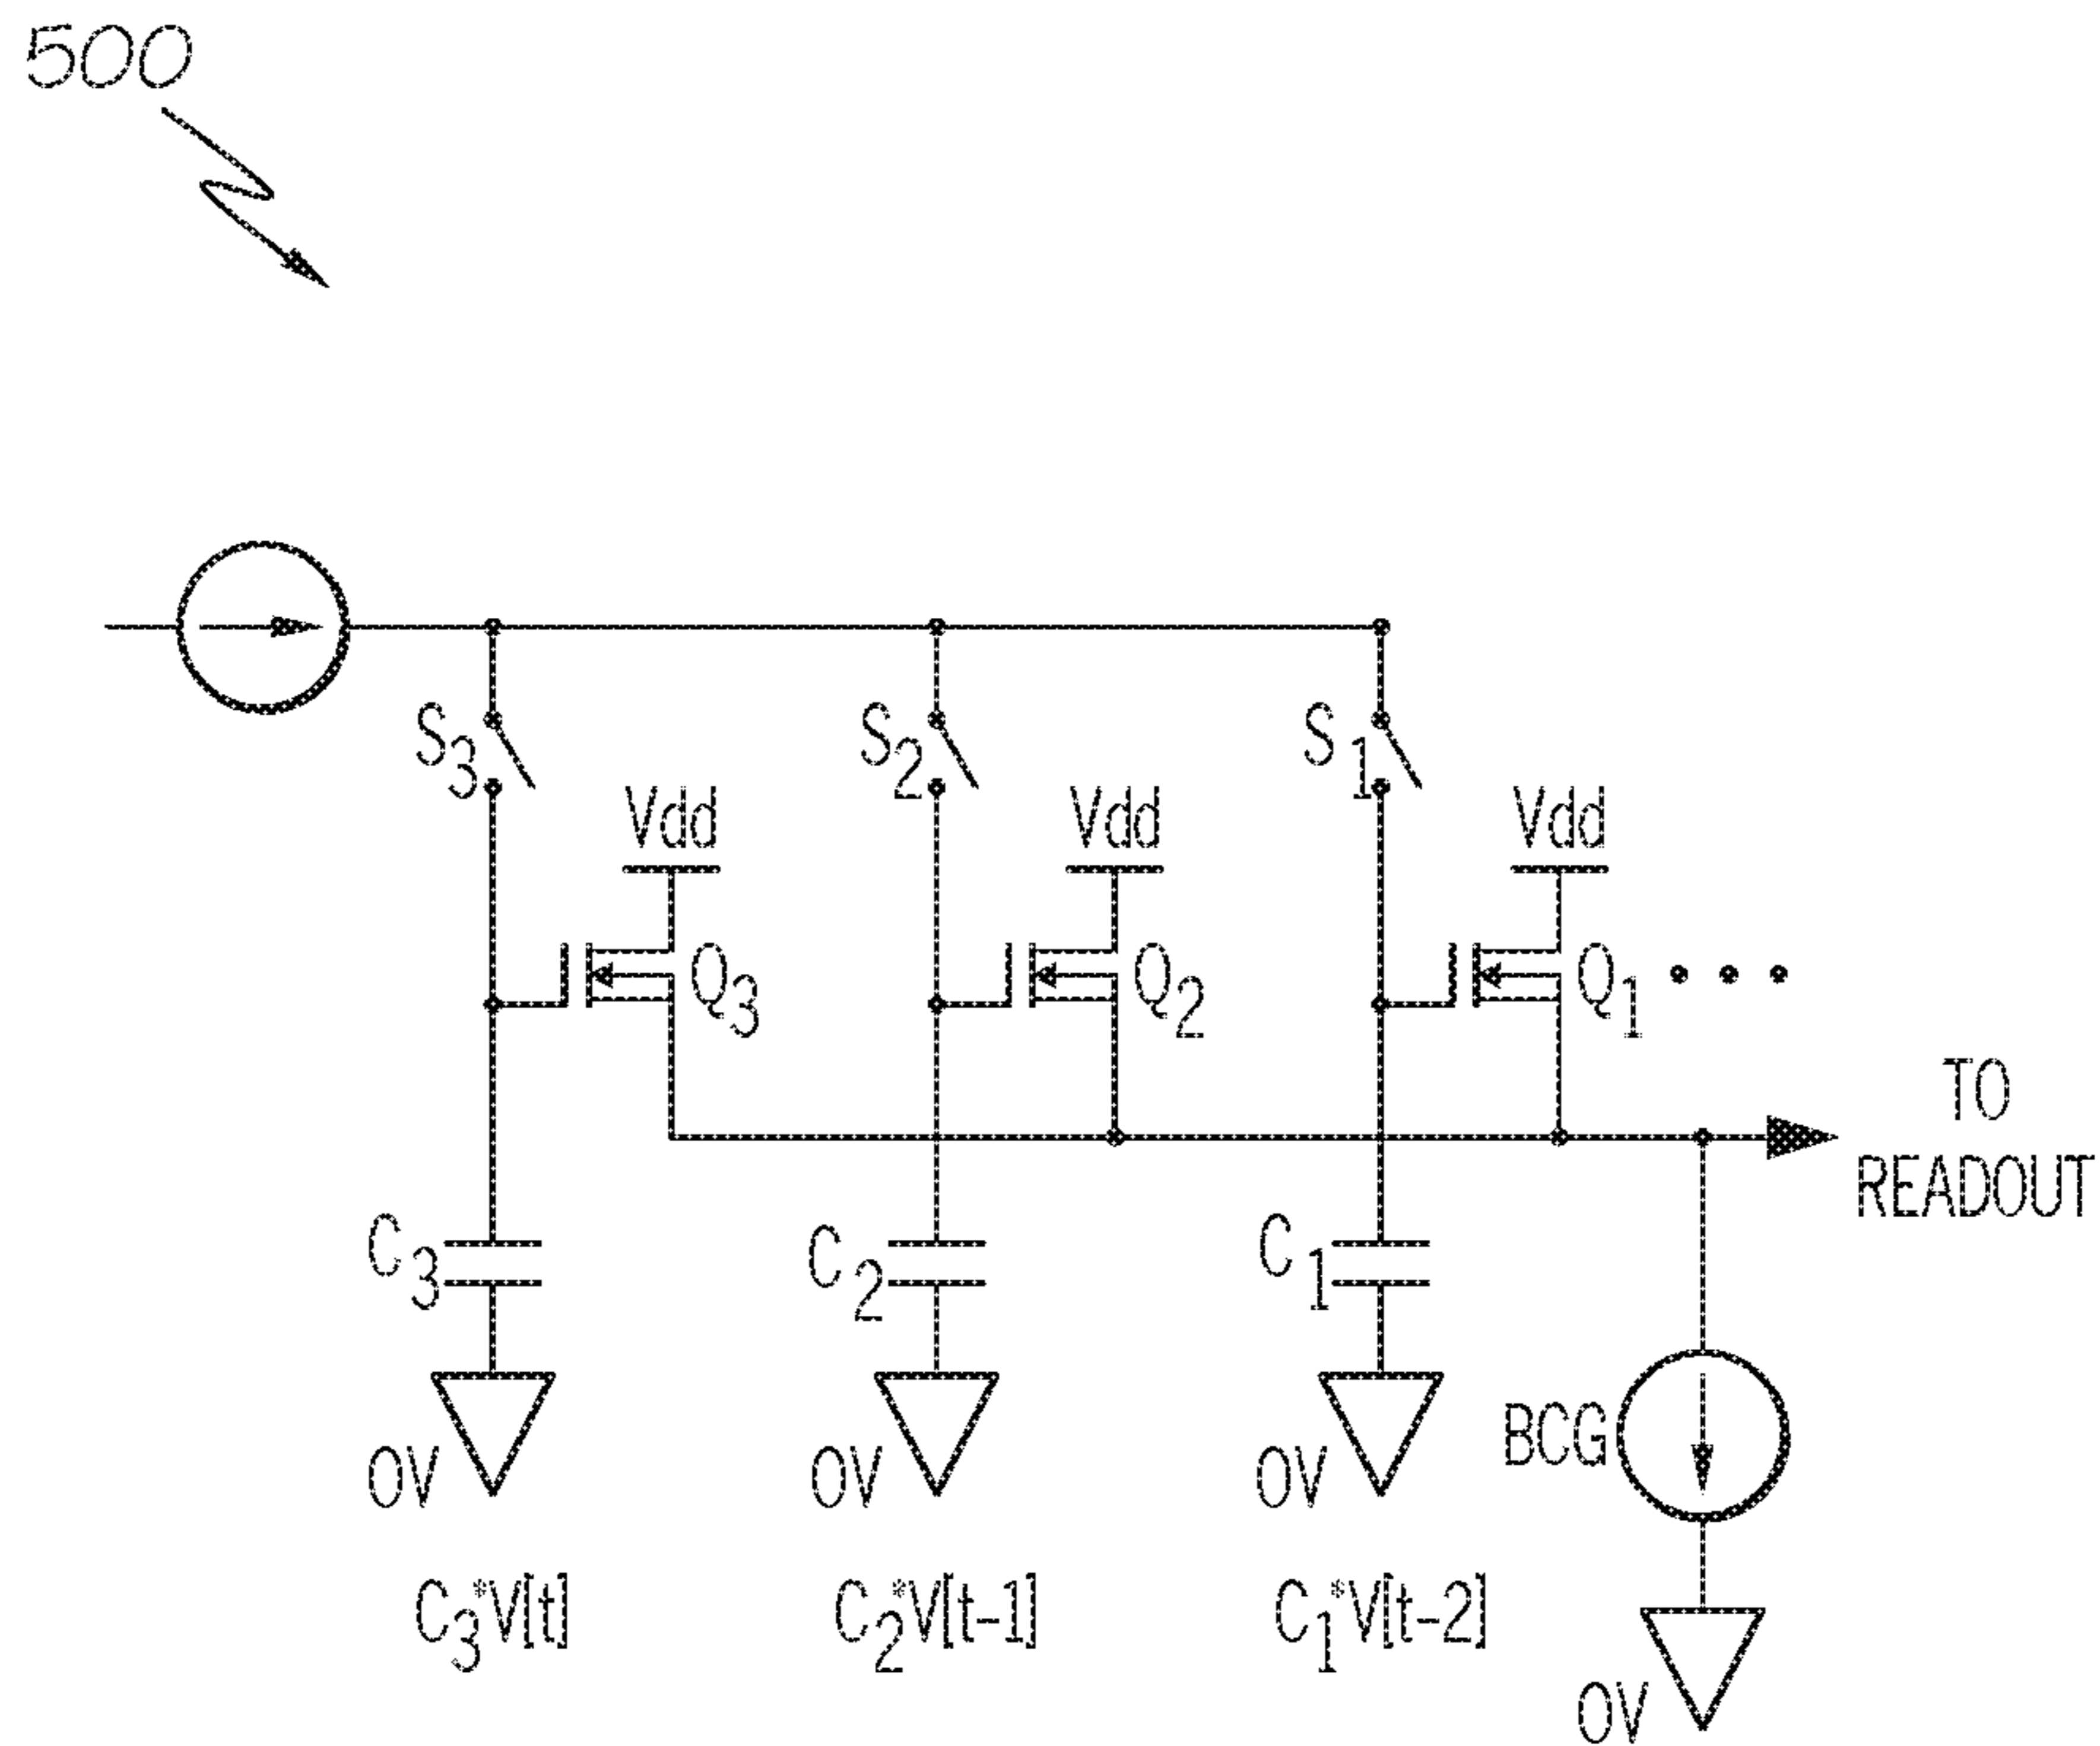 500
S3
S2
S1
Vdd
Vdd
Vdd
Q3
Q2
Q1
TO
READOUT
C3
C2
C1
BCG
0V
0V
0V
C3*V[t]
C2*V[t-1]
C1*V[t-2]
0V